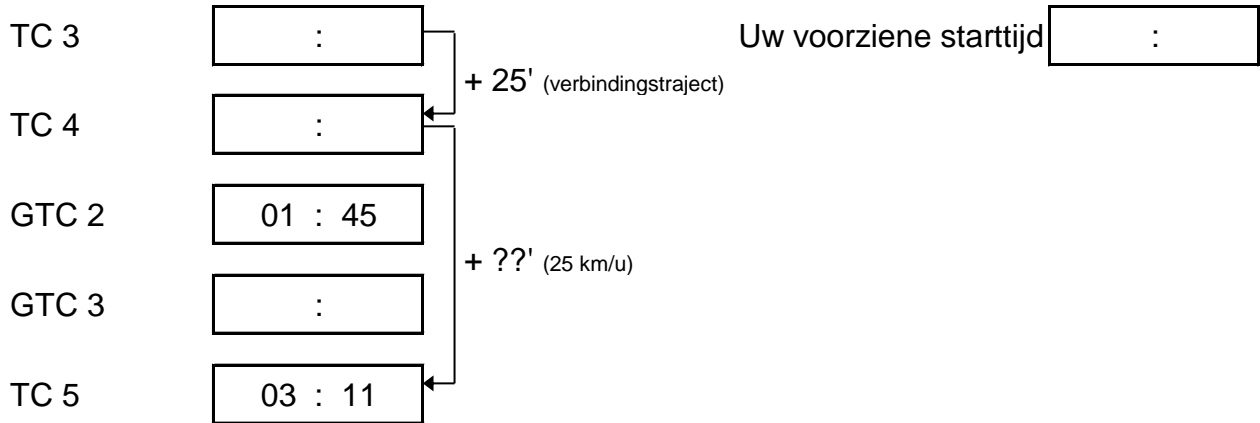 TC 3 : Uw voorziene starttijd :
+ 25' (verbindingstraject)
TC 4 :
GTC 2 01 : 45
+ ??' (25 km/u)
GTC 3 :
TC 5 03 : 11